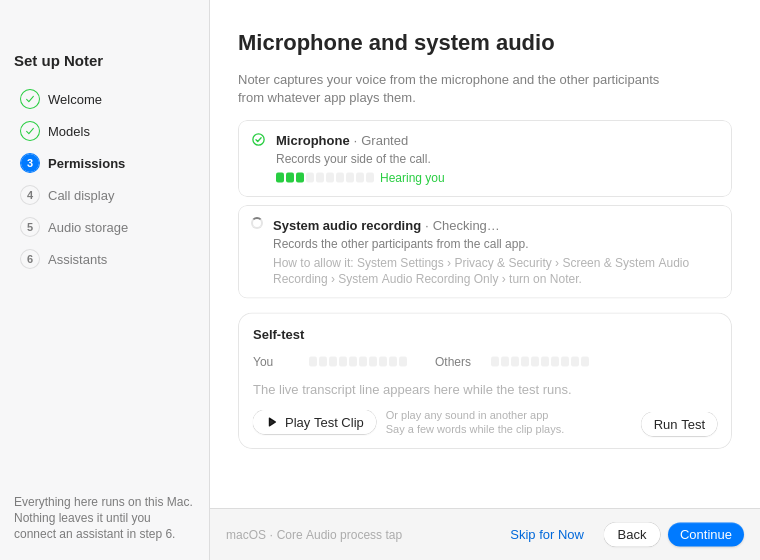 Set up Noter
Welcome
Models
3 Permissions
4 Call display
5 Audio storage
6 Assistants
Everything here runs on this Mac.
Nothing leaves it until you
connect an assistant in step 6.
Microphone and system audio
Noter captures your voice from the microphone and the other participants
from whatever app plays them.
Microphone · Granted
Records your side of the call.
Hearing you
System audio recording · Checking…
Records the other participants from the call app.
How to allow it: System Settings › Privacy & Security › Screen & System Audio
Recording › System Audio Recording Only › turn on Noter.
Self-test
You Others
The live transcript line appears here while the test runs.
Play Test Clip
Or play any sound in another app
Say a few words while the clip plays.
Run Test
macOS · Core Audio process tap
Skip for Now Back Continue